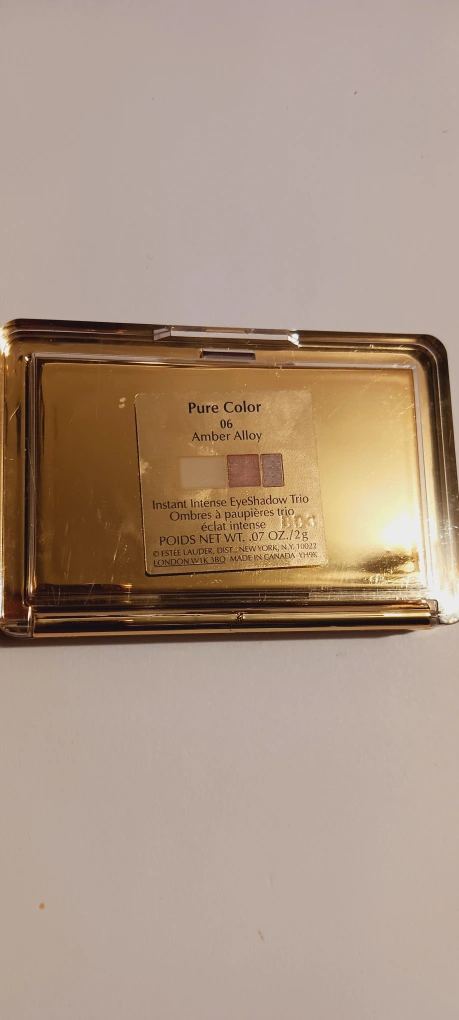 Pure Color
06
Amber Alloy
Instant Intense EyeShadow Trio
Ombres à paupières trio
éclat intense
POIDS NET WT. .07 OZ./2g
© ESTÉE LAUDER, DIST.: NEW YORK, N.Y. 10022
LONDON W1K 3BQ · MADE IN CANADA · YH9K